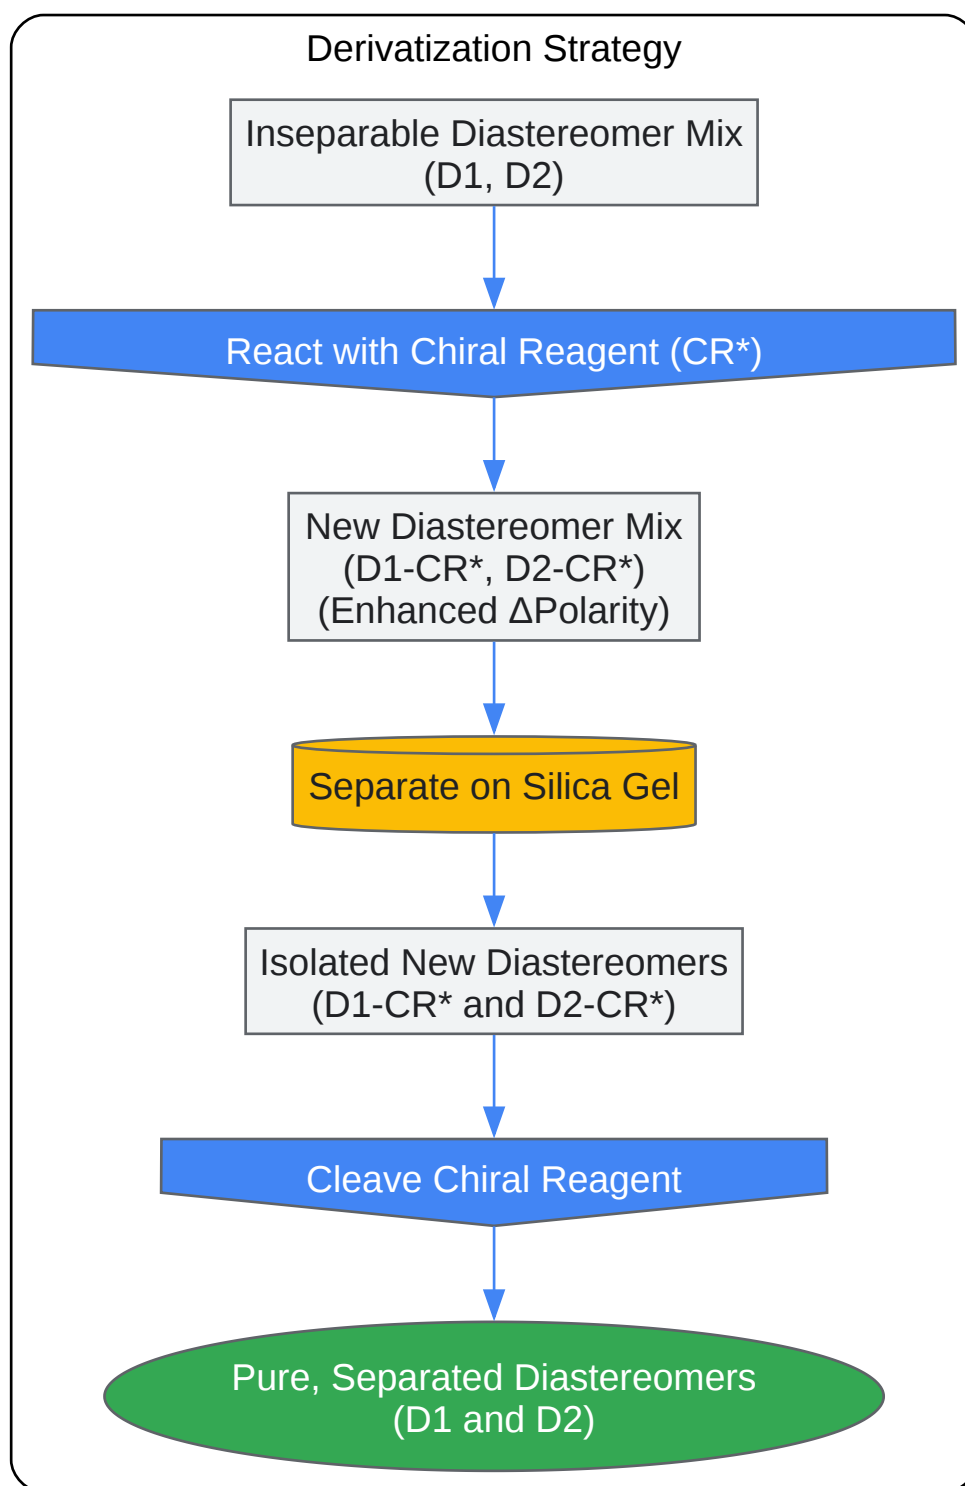 Derivatization Strategy
Inseparable Diastereomer Mix
(D1, D2)
React with Chiral Reagent (CR*)
New Diastereomer Mix
(D1-CR*, D2-CR*)
(Enhanced ΔPolarity)
Separate on Silica Gel
Isolated New Diastereomers
(D1-CR* and D2-CR*)
Cleave Chiral Reagent
Pure, Separated Diastereomers
(D1 and D2)